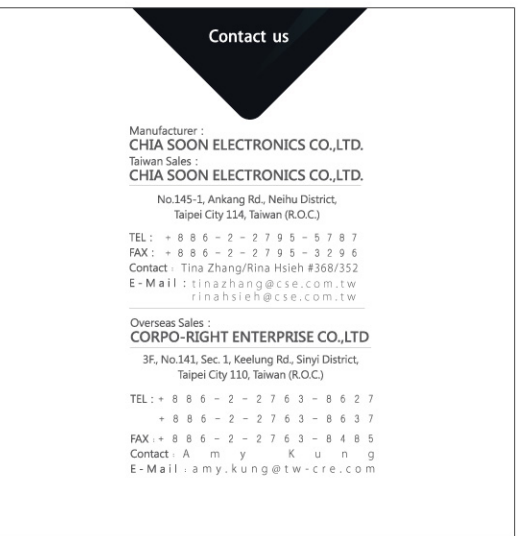 Contact us
Manufacturer :
CHIA SOON ELECTRONICS CO.,LTD.
Taiwan Sales :
CHIA SOON ELECTRONICS CO.,LTD.
No.145-1, Ankang Rd., Neihu District,
Taipei City 114, Taiwan (R.O.C.)
TEL : +886-2-2795-5787
FAX : +886-2-2795-3296
Contact : Tina Zhang/Rina Hsieh #368/352
E-Mail : tinazhang@cse.com.tw
rinahsieh@cse.com.tw
Overseas Sales :
CORPO-RIGHT ENTERPRISE CO.,LTD
3F., No.141, Sec. 1, Keelung Rd., Sinyi District,
Taipei City 110, Taiwan (R.O.C.)
TEL : +886-2-2763-8627
+886-2-2763-8637
FAX : +886-2-2763-8485
Contact : Amy Kung
E-Mail : amy.kung@tw-cre.com